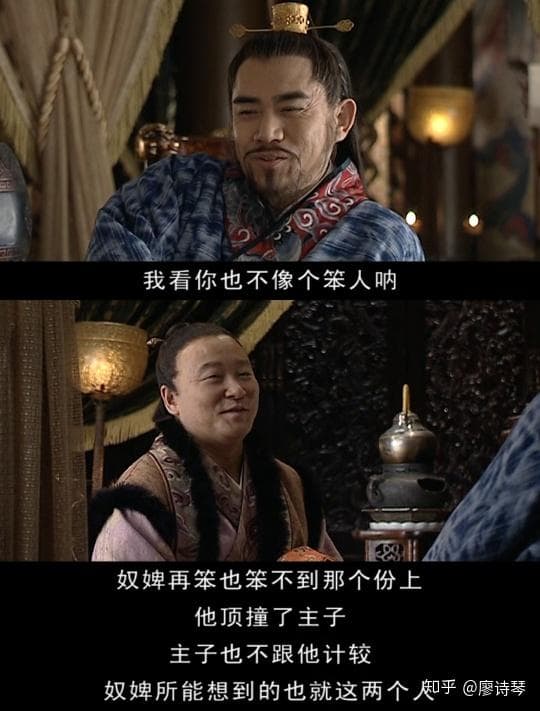 我看你也不像个笨人呐
奴婢再笨也笨不到那个份上
他顶撞了主子
主子也不跟他计较
奴婢所能想到的也就这两个人
知乎 @廖诗琴